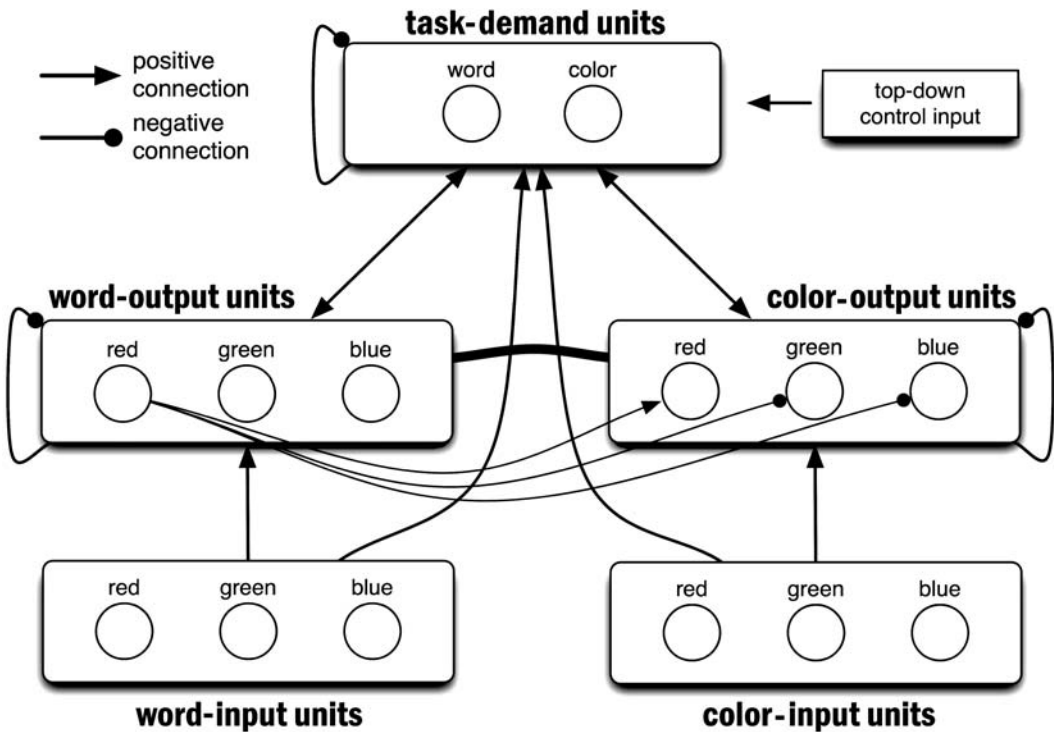 task-demand units
positive
connection
negative
connection
word color
top-down
control input
word-output units
color-output units
red green blue
red green blue
red green blue
red green blue
word-input units
color-input units